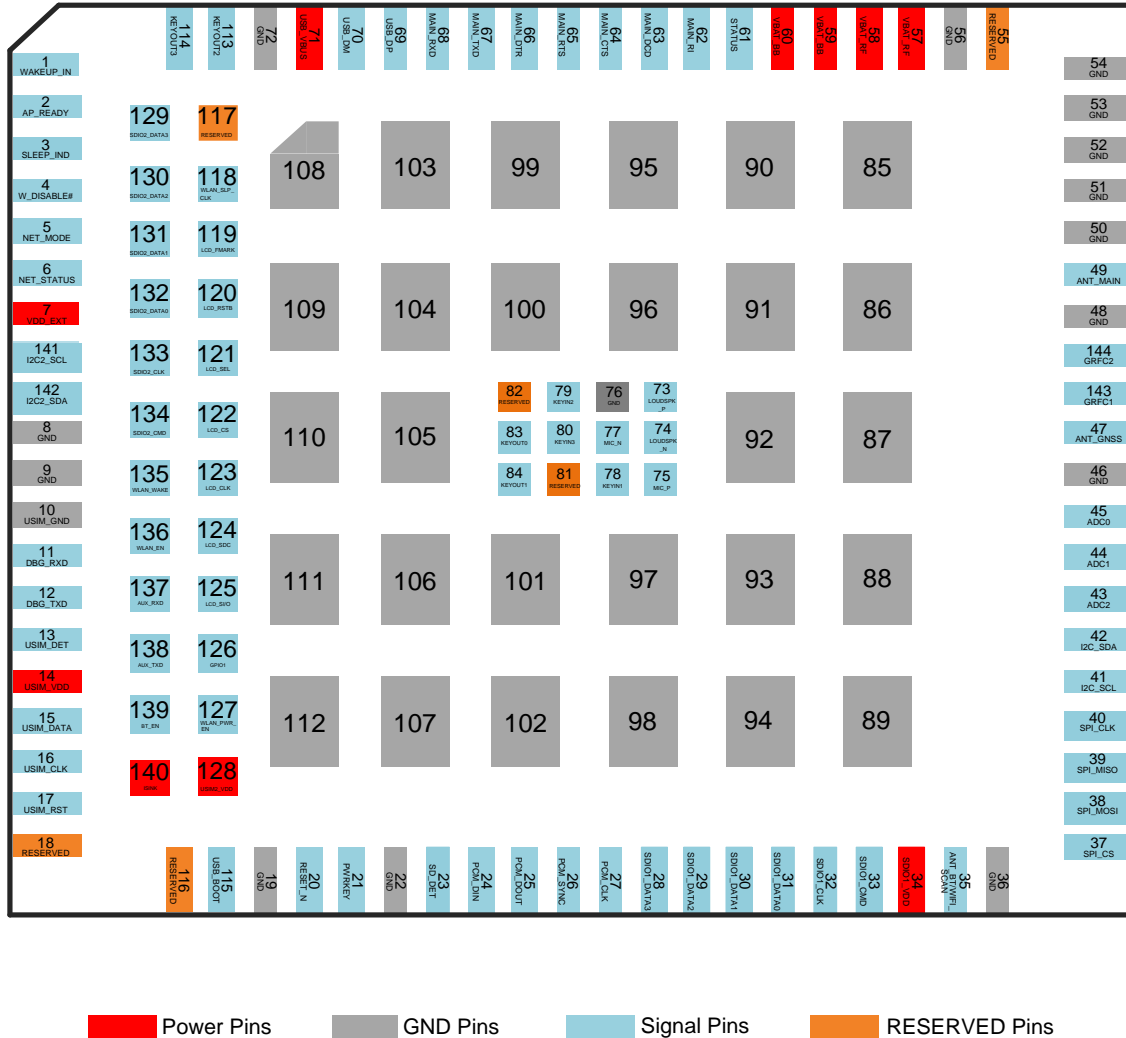 114 KEYOUT3
113 KEYOUT2
72 GND
71 USB_VBUS
70 USB_DM
69 USB_DP
68 MAIN_RXD
67 MAIN_TXD
66 MAIN_DTR
65 MAIN_RTS
64 MAIN_CTS
63 MAIN_DCD
62 MAIN_RI
61 STATUS
60 VBAT_BB
59 VBAT_BB
58 VBAT_RF
57 VBAT_RF
56 GND
55 RESERVED
1
WAKEUP_IN
2
AP_READY
3
SLEEP_IND
4
W_DISABLE#
5
NET_MODE
6
NET_STATUS
7
VDD_EXT
141
I2C2_SCL
142
I2C2_SDA
8
GND
9
GND
10
USIM_GND
11
DBG_RXD
12
DBG_TXD
13
USIM_DET
14
USIM_VDD
15
USIM_DATA
16
USIM_CLK
17
USIM_RST
18
RESERVED
129
SDIO2_DATA3
130
SDIO2_DATA2
131
SDIO2_DATA1
132
SDIO2_DATA0
133
SDIO2_CLK
134
SDIO2_CMD
135
WLAN_WAKE
136
WLAN_EN
137
AUX_RXD
138
AUX_TXD
139
BT_EN
140
117
RESERVED
118
WLAN_SLP_
CLK
119
LCD_FMARK
120
LCD_RSTB
121
LCD_SEL
122
LCD_CS
123
LCD_CLK
124
LCD_SDC
125
LCD_SI/O
126
GPIO1
127
WLAN_PWR_
EN
128
USIM2_VDD
108 103 99 95 90 85
109 104 100 96 91 86
82
RESERVED
79
KEYIN2
76
GND
73
LOUDSPK
_P
83
KEYOUT0
80
KEYIN3
77
MIC_N
74
LOUDSPK
_N
84
KEYOUT1
81
RESERVED
78
KEYIN1
75
MIC_P
110 105 92 87
111 106 101 97 93 88
112 107 102 98 94 89
54
GND
53
GND
52
GND
51
GND
50
GND
49
ANT_MAIN
48
GND
144
GRFC2
143
GRFC1
47
ANT_GNSS
46
GND
45
ADC0
44
ADC1
43
ADC2
42
I2C_SDA
41
I2C_SCL
40
SPI_CLK
39
SPI_MISO
38
SPI_MOSI
37
SPI_CS
116 RESERVED
115 USB_BOOT
19 GND
20 RESET_N
21 PWRKEY
22 GND
23 SD_DET
24 PCM_DIN
25 PCM_DOUT
26 PCM_SYNC
27 PCM_CLK
28 SDIO1_DATA3
29 SDIO1_DATA2
30 SDIO1_DATA1
31 SDIO1_DATA0
32 SDIO1_CLK
33 SDIO1_CMD
34 SDIO1_VDD
35 ANT_BT/WIFI_
SCAN
36 GND
Power Pins
GND Pins
Signal Pins
RESERVED Pins